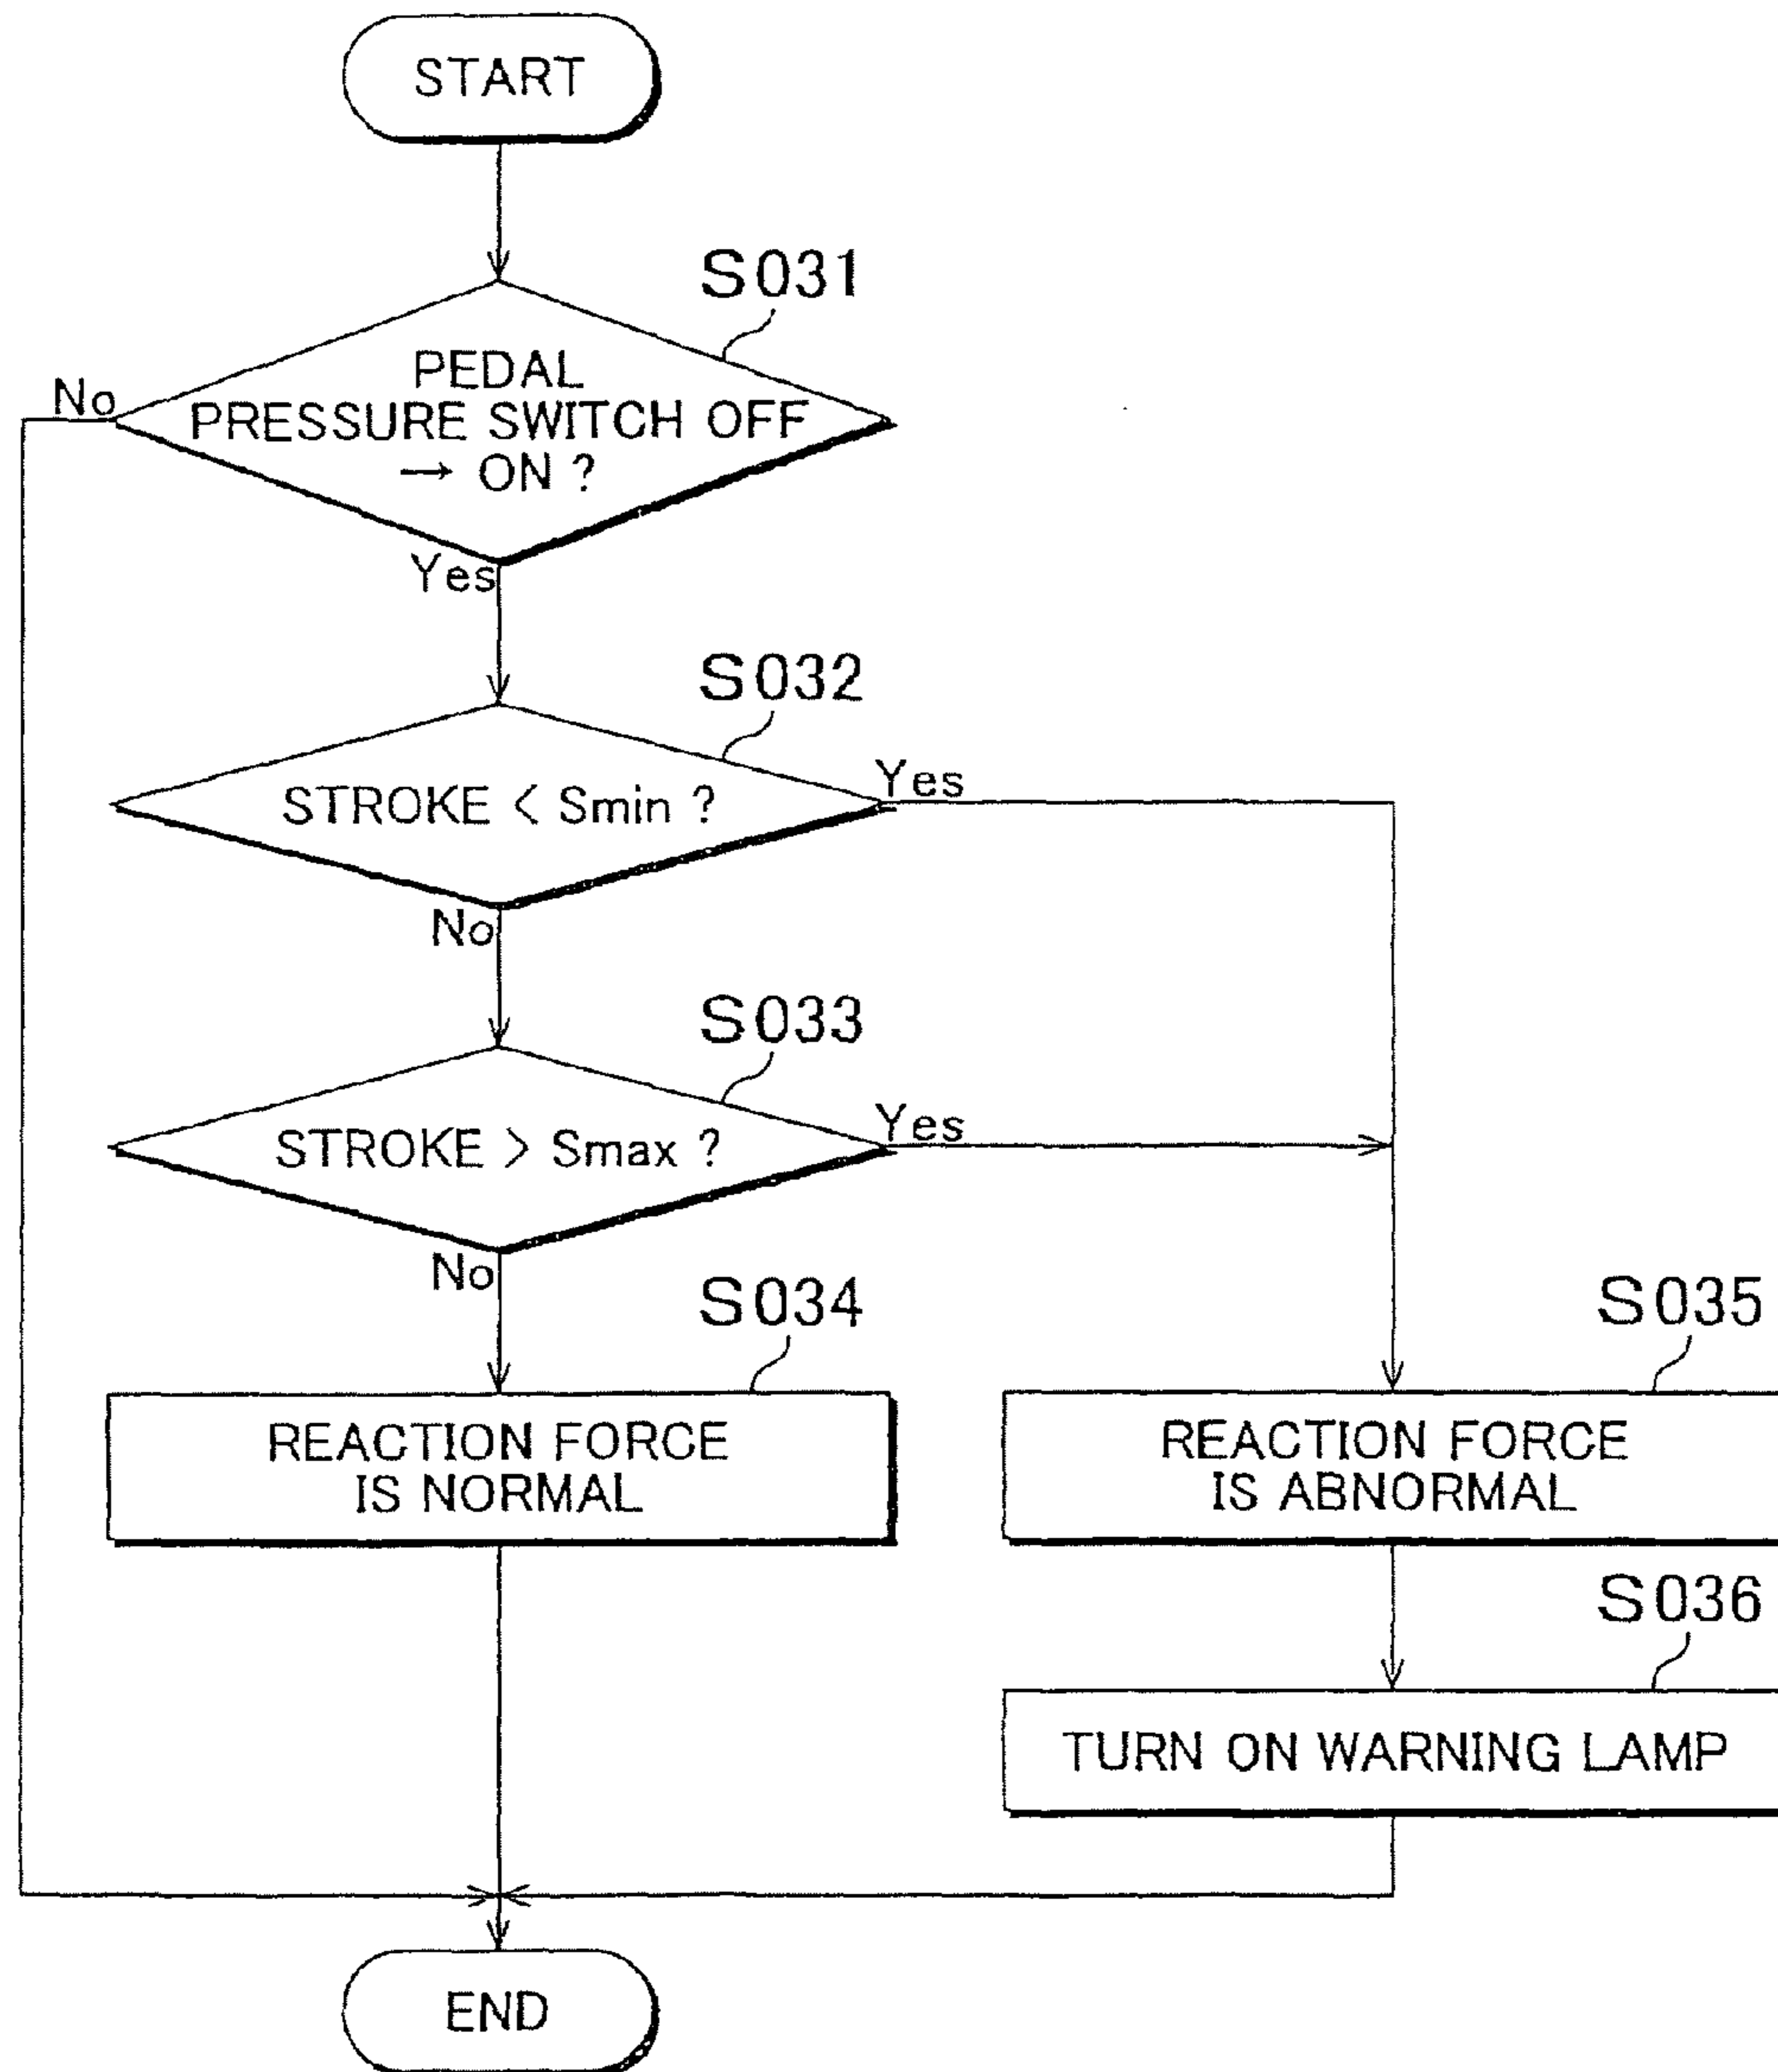 START
S031
PEDAL
PRESSURE SWITCH OFF
→ ON ?
No
Yes
S032
STROKE < Smin ?
Yes
No
S033
STROKE > Smax ?
Yes
No
S034
REACTION FORCE
IS NORMAL
S035
REACTION FORCE
IS ABNORMAL
S036
TURN ON WARNING LAMP
END